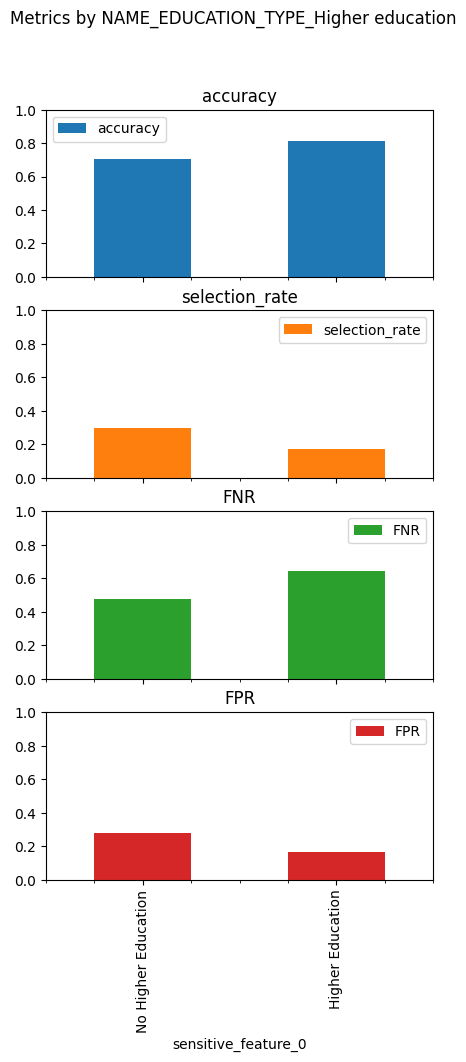 Metrics by NAME_EDUCATION_TYPE_Higher education
accuracy
1.0
0.8
0.6
0.4
0.2
0.0
accuracy
selection_rate
1.0
0.8
0.6
0.4
0.2
0.0
selection_rate
FNR
1.0
0.8
0.6
0.4
0.2
0.0
FNR
FPR
1.0
0.8
0.6
0.4
0.2
0.0
FPR
No Higher Education
Higher Education
sensitive_feature_0